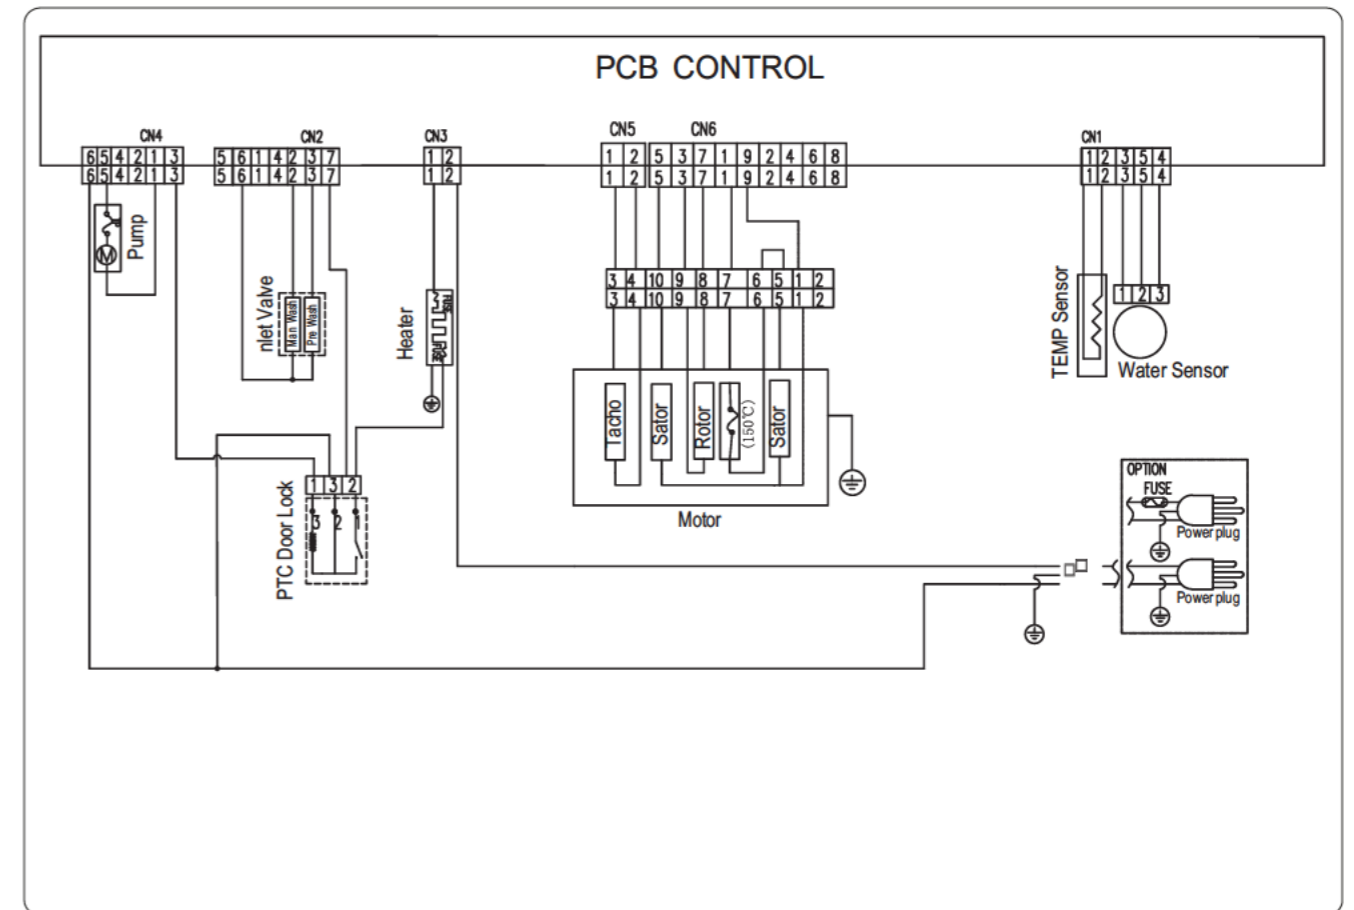 PCB CONTROL
CN4
CN2
CN3
CN5
CN6
CN1
6 5 4 2 1 3
6 5 4 2 1 3
5 6 1 4 2 3 7
5 6 1 4 2 3 7
1 2
1 2
1 2
1 2
5 3 7 1 9 2 4 6 8
5 3 7 1 9 2 4 6 8
1 2 3 5 4
1 2 3 5 4
Pump
M
nlet Valve
Man Wash
Pre Wash
Heater
FUSE
3 4 10 9 8 7 6 5 1 2
3 4 10 9 8 7 6 5 1 2
Tacho
Sator
Rotor
(150℃)
Sator
Motor
TEMP Sensor
1 2 3
Water Sensor
PTC Door Lock
1 3 2
3 2 1
OPTION
FUSE
Power plug
Power plug